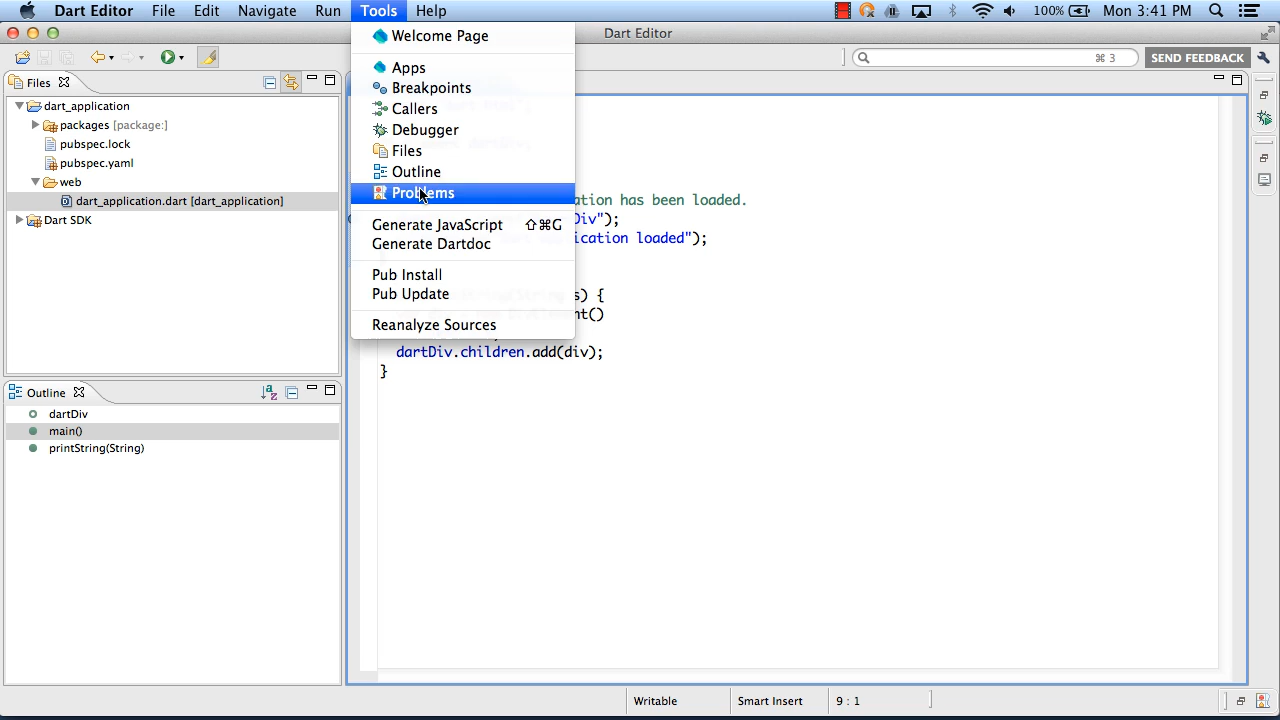 Dart Editor File Edit Navigate Run Tools Help 100% Mon 3:41 PM
Dart Editor
⌘ 3 SEND FEEDBACK
Files
dart_application
packages [package:]
pubspec.lock
pubspec.yaml
web
dart_application.dart [dart_application]
Dart SDK
Outline
dartDiv
main()
printString(String)
Welcome Page
Apps
Breakpoints
Callers
Debugger
Files
Outline
Problems
Generate JavaScript ⇧⌘G
Generate Dartdoc
Pub Install
Pub Update
Reanalyze Sources
ation has been loaded.
Div");
ication loaded");
s) {
ent()
dartDiv.children.add(div);
}
Writable Smart Insert 9 : 1